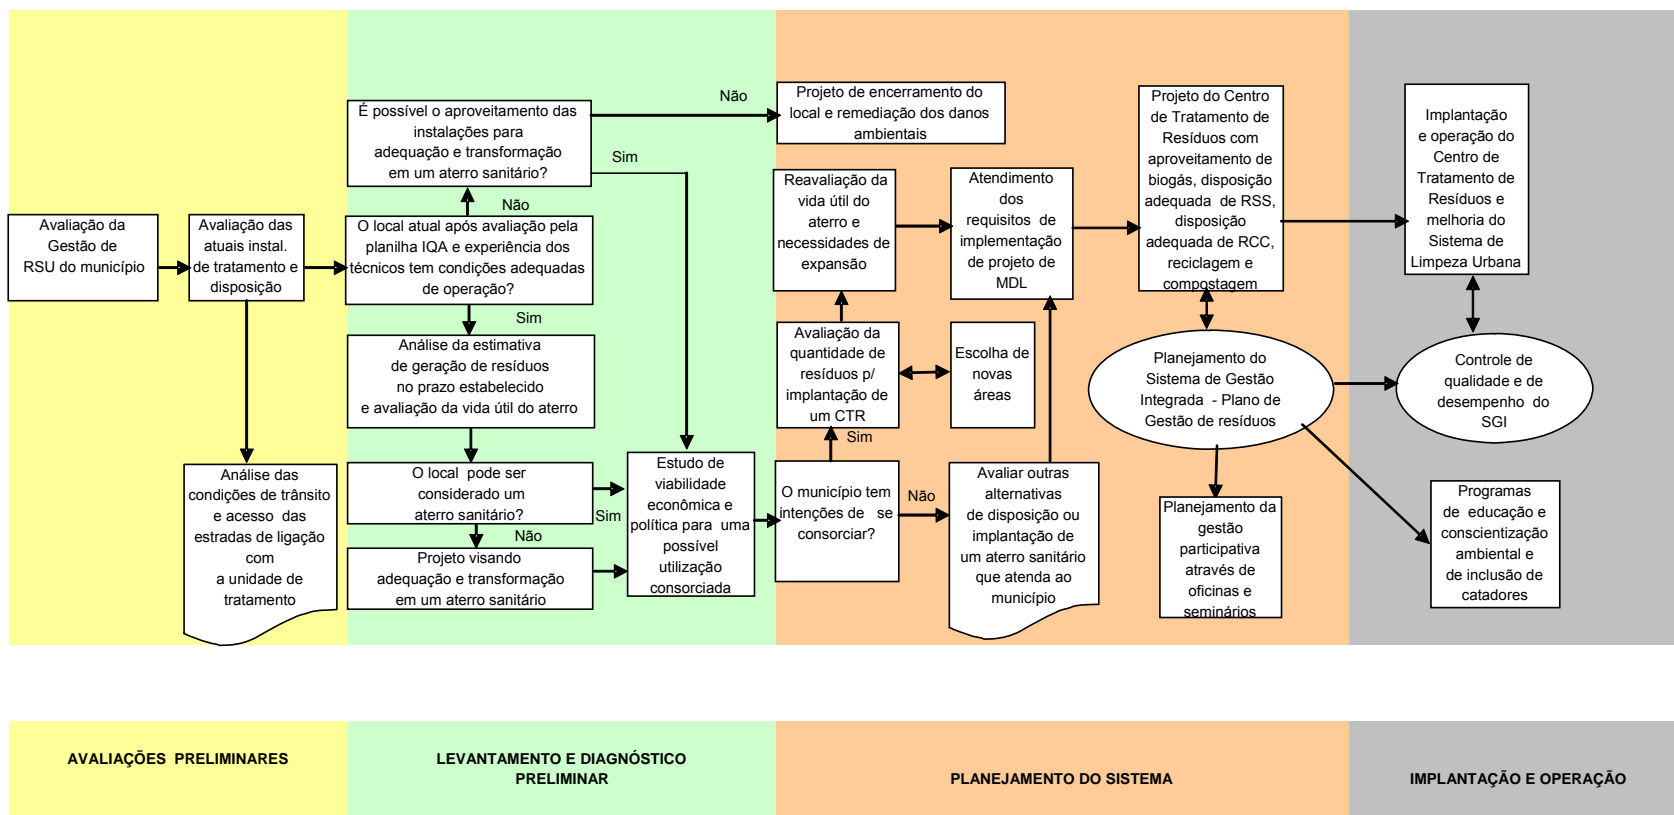 Avaliação da
Gestão de
RSU do município
Avaliação das
atuais instal.
de tratamento e
disposição
Análise das
condições de trânsito
e acesso das
estradas de ligação
com
a unidade de
tratamento
É possível o aproveitamento das
instalações para
adequação e transformação
em um aterro sanitário?
Não
Sim
Não
O local atual após avaliação pela
planilha IQA e experiência dos
técnicos tem condições adequadas
de operação?
Sim
Análise da estimativa
de geração de resíduos
no prazo estabelecido
e avaliação da vida útil do aterro
O local pode ser
considerado um
aterro sanitário?
Sim
Não
Projeto visando
adequação e transformação
em um aterro sanitário
Estudo de
viabilidade
econômica e
política para uma
possível
utilização
consorciada
Projeto de encerramento do
local e remediação dos danos
ambientais
Reavaliação da
vida útil do
aterro e
necessidades de
expansão
Atendimento
dos
requisitos de
implementação
de projeto de
MDL
Avaliação da
quantidade de
resíduos p/
implantação de
um CTR
Escolha de
novas
áreas
Sim
O município tem
intenções de se
consorciar?
Não
Avaliar outras
alternativas
de disposição ou
implantação de
um aterro sanitário
que atenda ao
município
Projeto do Centro
de Tratamento de
Resíduos com
aproveitamento de
biogás, disposição
adequada de RSS,
disposição
adequada de RCC,
reciclagem e
compostagem
Planejamento do
Sistema de Gestão
Integrada - Plano de
Gestão de resíduos
Planejamento da
gestão
participativa
através de
oficinas e
seminários
Implantação
e operação do
Centro de
Tratamento de
Resíduos e
melhoria do
Sistema de
Limpeza Urbana
Controle de
qualidade e de
desempenho do
SGI
Programas
de educação e
conscientização
ambiental e
de inclusão de
catadores
AVALIAÇÕES PRELIMINARES
LEVANTAMENTO E DIAGNÓSTICO
PRELIMINAR
PLANEJAMENTO DO SISTEMA
IMPLANTAÇÃO E OPERAÇÃO